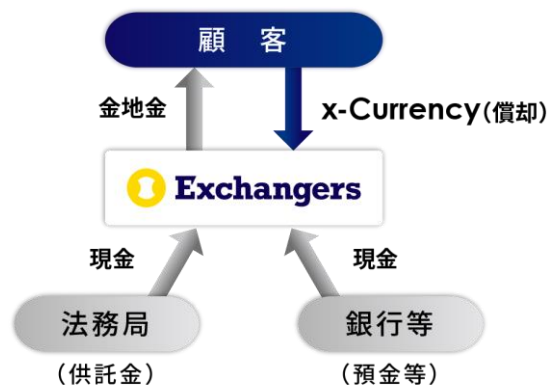 顧 客
金地金
x-Currency(償却)
Exchangers
現金
現金
法務局
銀行等
(供託金)
(預金等)